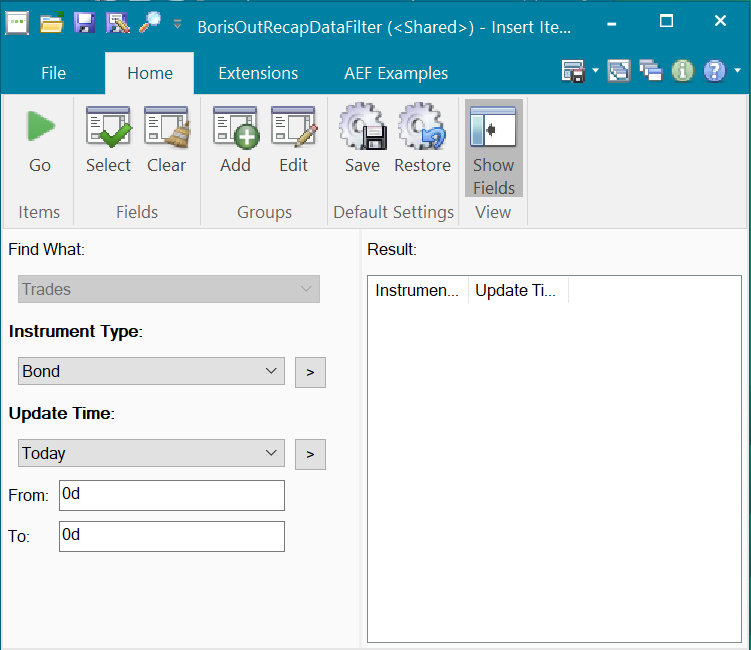 BorisOutRecapDataFilter (<Shared>) - Insert Ite...
File Home Extensions AEF Examples
Go Select Clear Add Edit Save Restore Show Fields
Items Fields Groups Default Settings View
Find What:
Trades
Instrument Type:
Bond >
Update Time:
Today >
From: 0d
To: 0d
Result:
Instrumen... Update Ti...